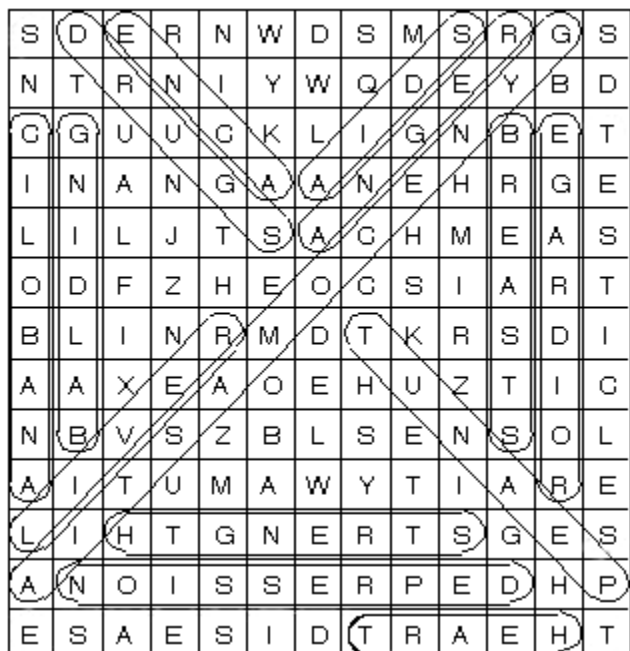 S D E R N W D S M S R G S
N T R N I Y W Q D E Y B D
C G U U C K L I G N B E T
I N A N G A A N E H R G E
L I L J T S A C H M E A S
O D F Z H E O C S I A R T
B L I N R M D T K R S D I
A A X E A O E H U Z T I C
N B V S Z B L S E N S O L
A I T U M A W Y T I A R E
L I H T G N E R T S G E S
A N O I S S E R P E D H P
E S A E S I D T R A E H T